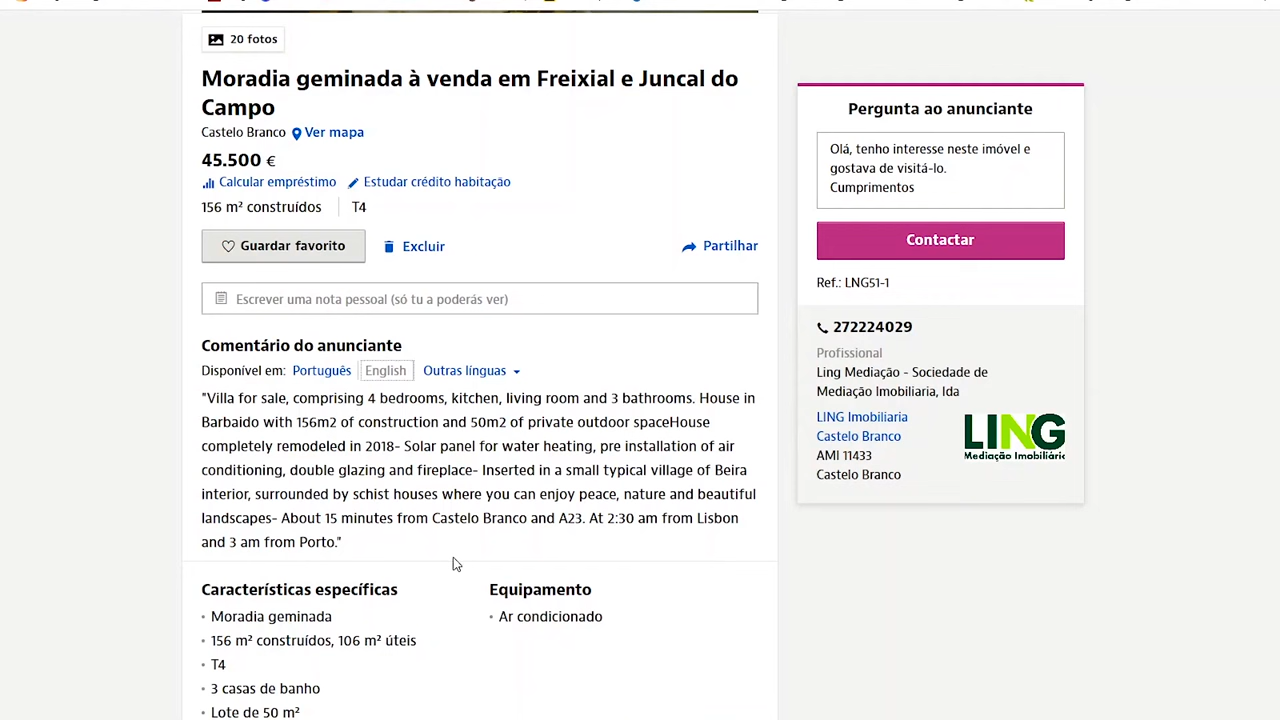 20 fotos
Moradia geminada à venda em Freixial e Juncal do
Campo
Castelo Branco Ver mapa
45.500 €
Calcular empréstimo Estudar crédito habitação
156 m² construídos T4
Guardar favorito Excluir Partilhar
Escrever uma nota pessoal (só tu a poderás ver)
Comentário do anunciante
Disponível em: Português English Outras línguas
"Villa for sale, comprising 4 bedrooms, kitchen, living room and 3 bathrooms. House in
Barbaido with 156m2 of construction and 50m2 of private outdoor spaceHouse
completely remodeled in 2018- Solar panel for water heating, pre installation of air
conditioning, double glazing and fireplace- Inserted in a small typical village of Beira
interior, surrounded by schist houses where you can enjoy peace, nature and beautiful
landscapes- About 15 minutes from Castelo Branco and A23. At 2:30 am from Lisbon
and 3 am from Porto."
Características específicas
• Moradia geminada
• 156 m² construídos, 106 m² úteis
• T4
• 3 casas de banho
• Lote de 50 m²
Equipamento
• Ar condicionado
Pergunta ao anunciante
Olá, tenho interesse neste imóvel e
gostava de visitá-lo.
Cumprimentos
Contactar
Ref.: LNG51-1
272224029
Profissional
Ling Mediação - Sociedade de
Mediação Imobiliaria, lda
LING Imobiliaria
Castelo Branco
AMI 11433
Castelo Branco
LING
Mediação Imobiliári